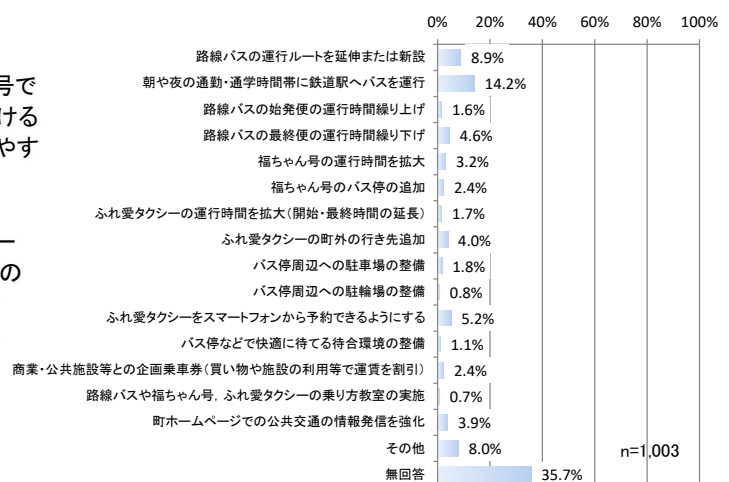 号で
ける
やす
ー
の
0% 20% 40% 60% 80% 100%
路線バスの運行ルートを延伸または新設 8.9%
朝や夜の通勤・通学時間帯に鉄道駅へバスを運行 14.2%
路線バスの始発便の運行時間繰り上げ 1.6%
路線バスの最終便の運行時間繰り下げ 4.6%
福ちゃん号の運行時間を拡大 3.2%
福ちゃん号のバス停の追加 2.4%
ふれ愛タクシーの運行時間を拡大（開始・最終時間の延長） 1.7%
ふれ愛タクシーの町外の行き先追加 4.0%
バス停周辺への駐車場の整備 1.8%
バス停周辺への駐輪場の整備 0.8%
ふれ愛タクシーをスマートフォンから予約できるようにする 5.2%
バス停などで快適に待てる待合環境の整備 1.1%
商業・公共施設等との企画乗車券（買い物や施設の利用等で運賃を割引） 2.4%
路線バスや福ちゃん号，ふれ愛タクシーの乗り方教室の実施 0.7%
町ホームページでの公共交通の情報発信を強化 3.9%
その他 8.0%
n=1,003
無回答 35.7%